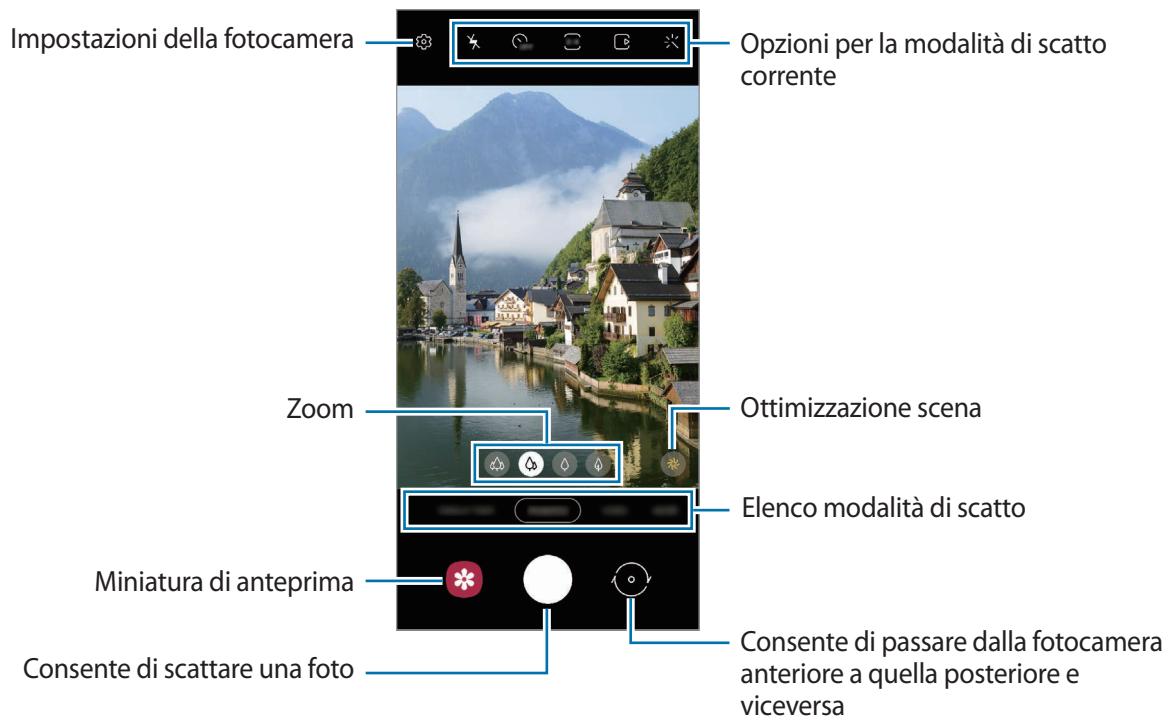 Impostazioni della fotocamera
Opzioni per la modalità di scatto
corrente
Zoom
Ottimizzazione scena
Elenco modalità di scatto
Miniatura di anteprima
Consente di scattare una foto
Consente di passare dalla fotocamera
anteriore a quella posteriore e
viceversa